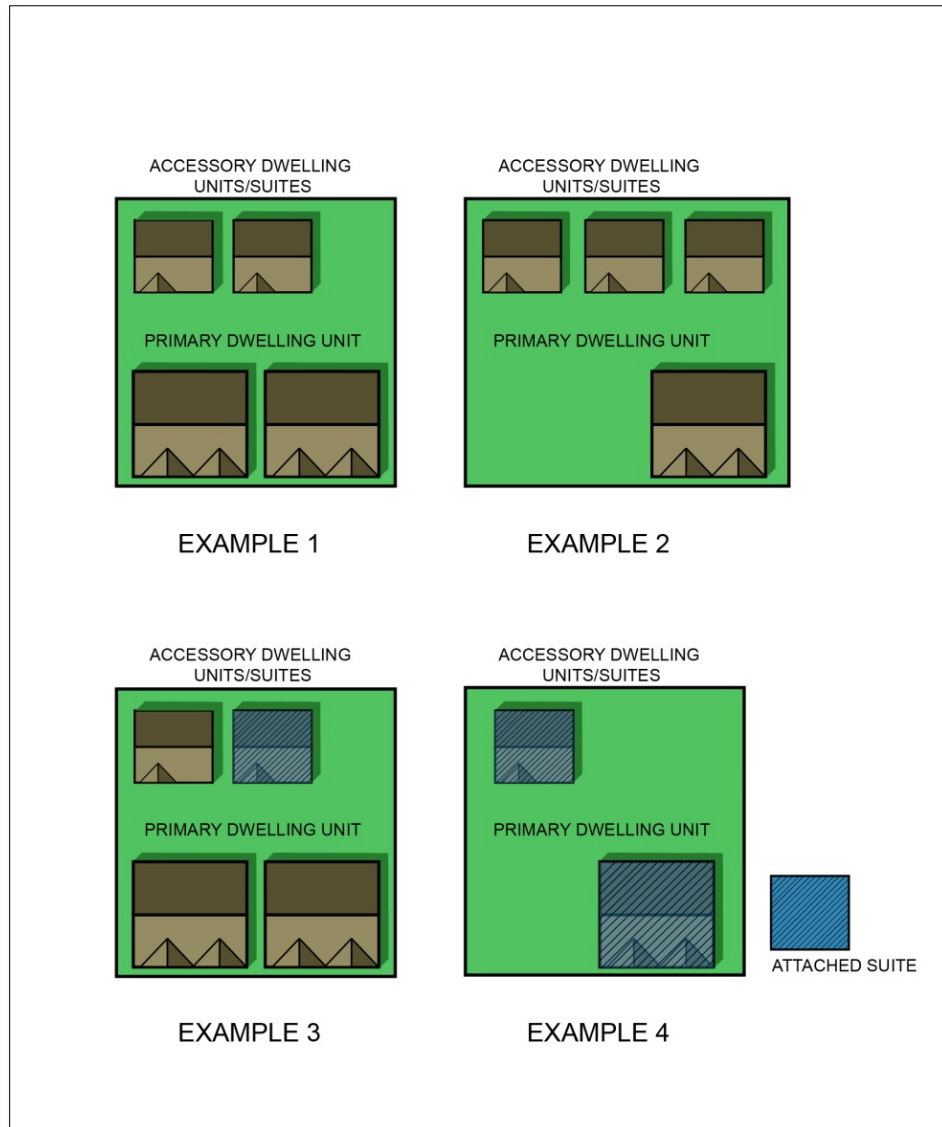 ACCESSORY DWELLING
UNITS/SUITES
PRIMARY DWELLING UNIT
EXAMPLE 1
ACCESSORY DWELLING
UNITS/SUITES
PRIMARY DWELLING UNIT
EXAMPLE 2
ACCESSORY DWELLING
UNITS/SUITES
PRIMARY DWELLING UNIT
EXAMPLE 3
ACCESSORY DWELLING
UNITS/SUITES
PRIMARY DWELLING UNIT
ATTACHED SUITE
EXAMPLE 4